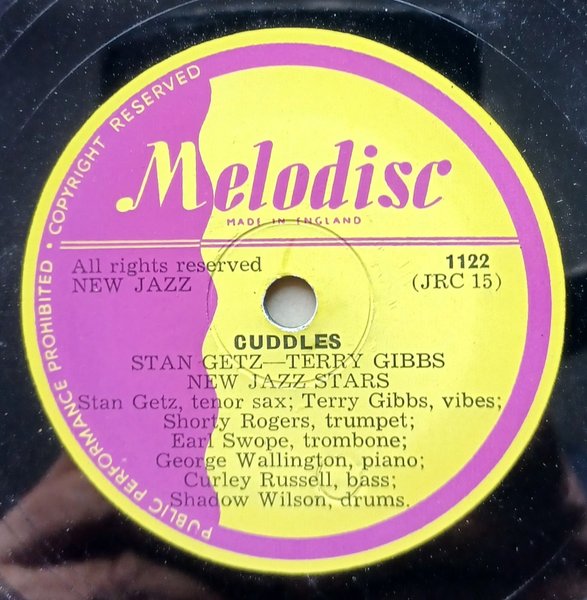 PUBLIC PERFORMANCE PROHIBITED • COPYRIGHT RESERVED
Melodisc
MADE IN ENGLAND
All rights reserved 1122
NEW JAZZ (JRC 15)
CUDDLES
STAN GETZ—TERRY GIBBS
NEW JAZZ STARS
Stan Getz, tenor sax; Terry Gibbs, vibes;
Shorty Rogers, trumpet;
Earl Swope, trombone;
George Wallington, piano;
Curley Russell, bass;
Shadow Wilson, drums.